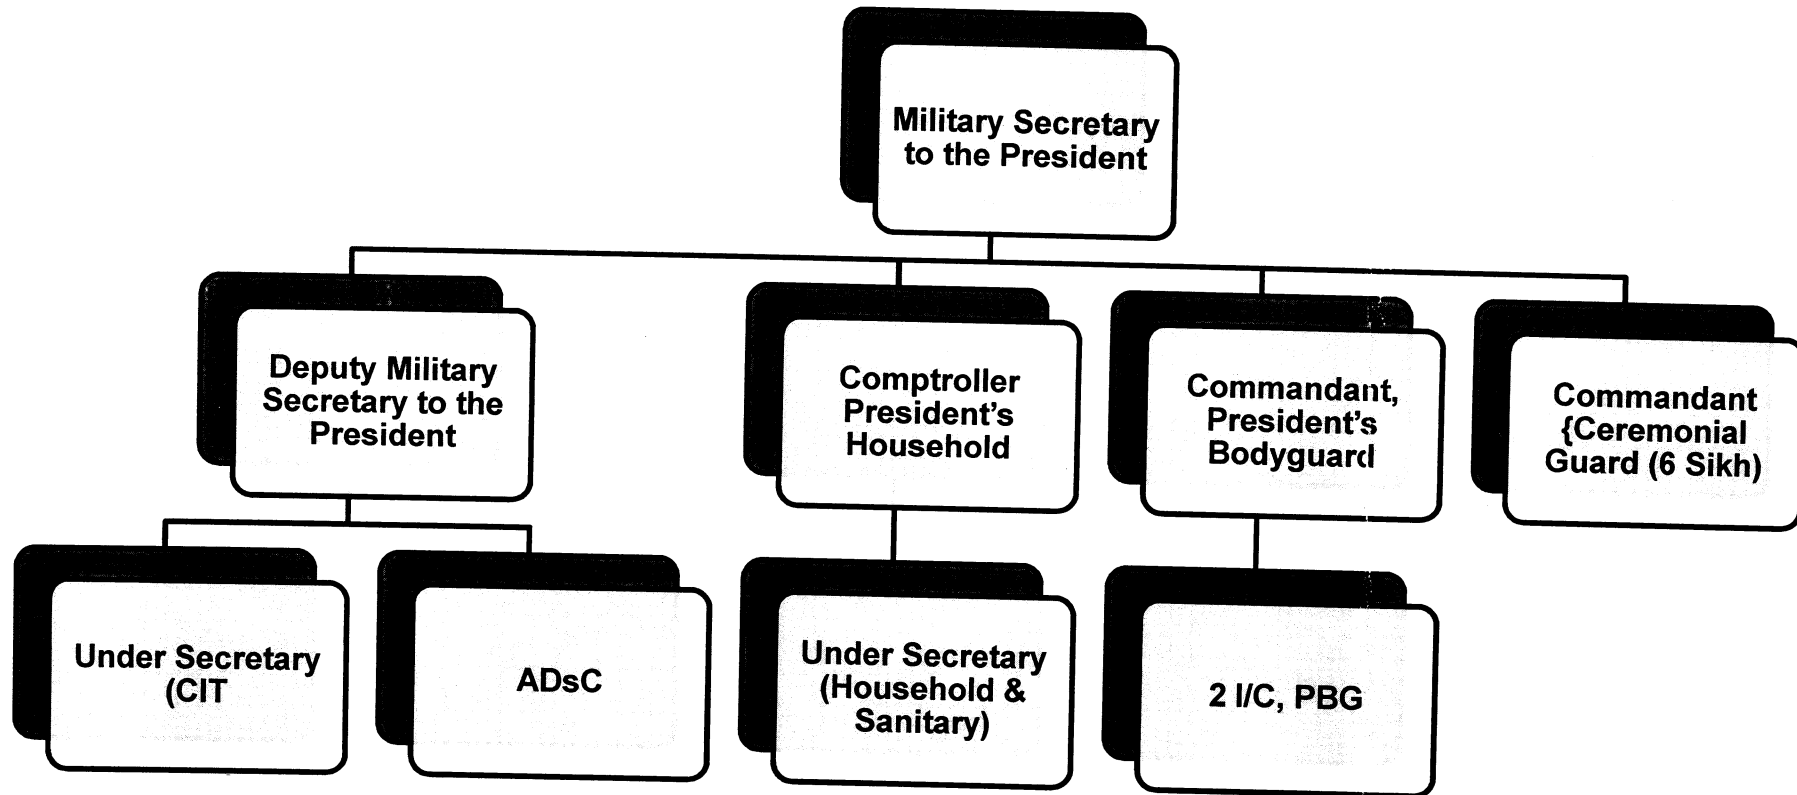 Military Secretary
to the President
Deputy Military
Secretary to the
President
Comptroller
President's
Household
Commandant,
President's
Bodyguard
Commandant
{Ceremonial
Guard (6 Sikh)
Under Secretary
(CIT
ADsC
Under Secretary
(Household &
Sanitary)
2 I/C, PBG